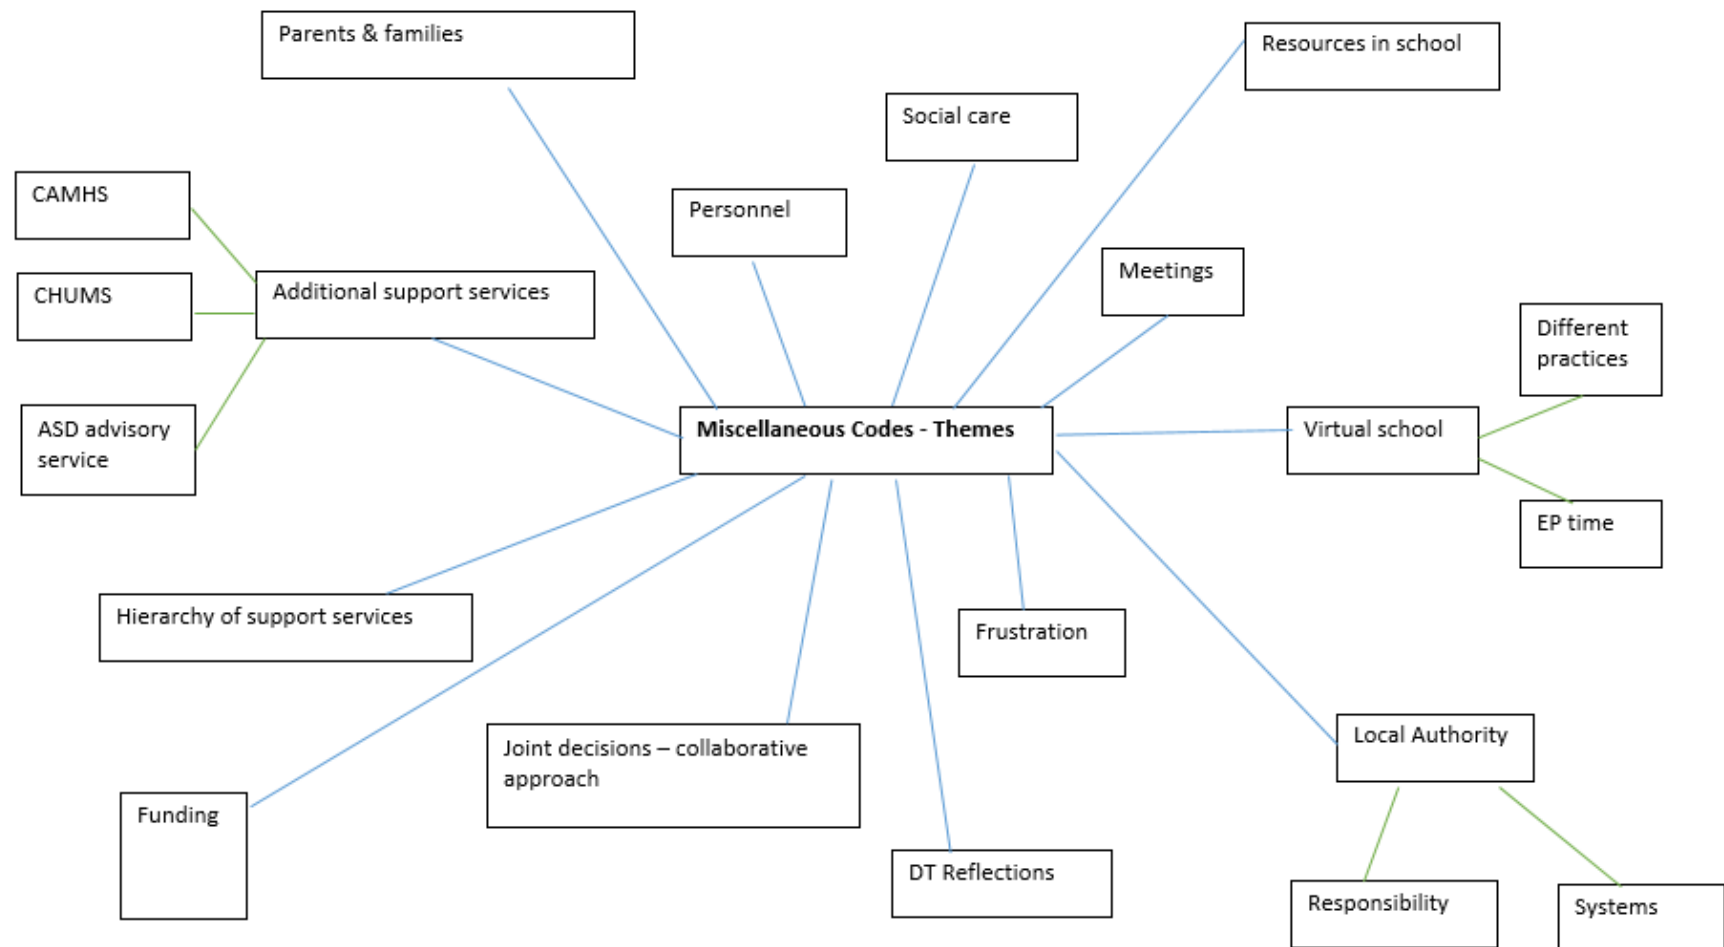 Parents & families
Resources in school
Social care
CAMHS
Personnel
Meetings
CHUMS
Additional support services
Different
practices
ASD advisory
service
Miscellaneous Codes - Themes
Virtual school
EP time
Hierarchy of support services
Frustration
Joint decisions – collaborative
approach
Local Authority
Funding
DT Reflections
Responsibility
Systems